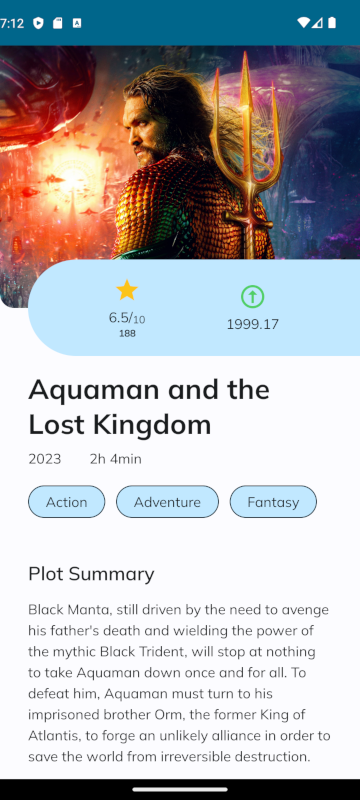 7:12
6.5/10
188
1999.17
Aquaman and the
Lost Kingdom
2023 2h 4min
Action Adventure Fantasy
Plot Summary
Black Manta, still driven by the need to avenge
his father's death and wielding the power of
the mythic Black Trident, will stop at nothing
to take Aquaman down once and for all. To
defeat him, Aquaman must turn to his
imprisoned brother Orm, the former King of
Atlantis, to forge an unlikely alliance in order to
save the world from irreversible destruction.